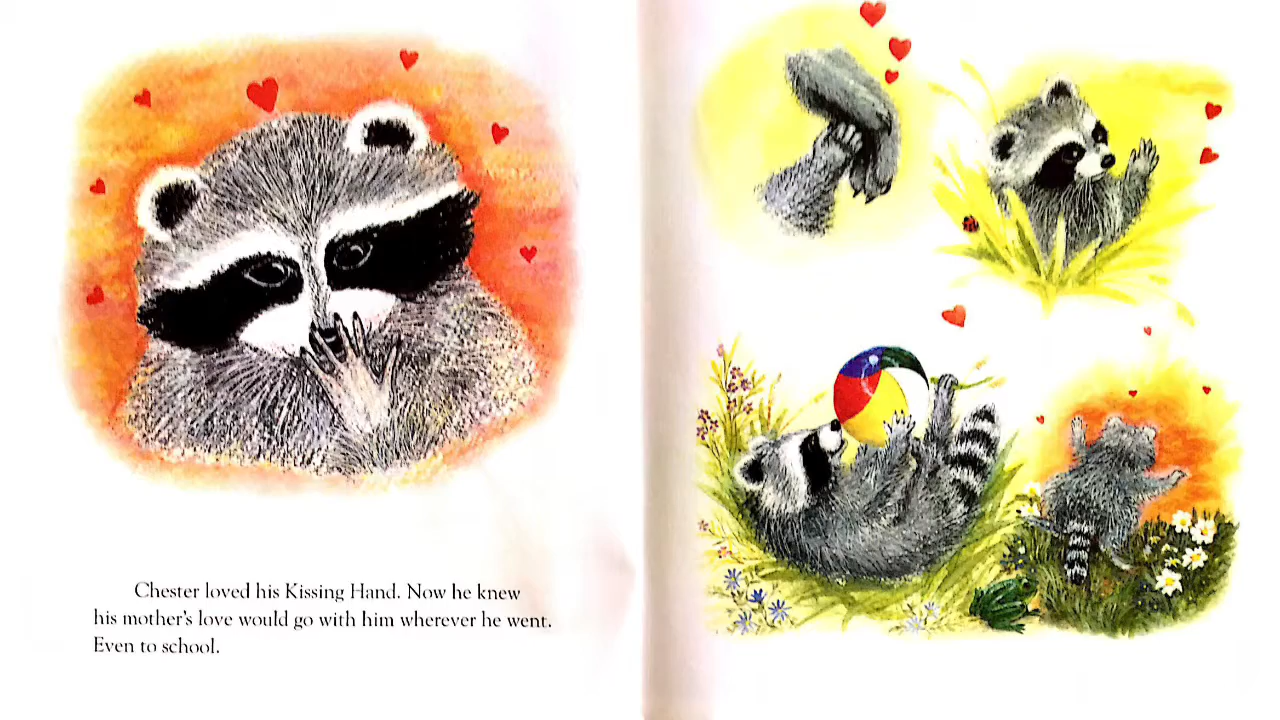 Chester loved his Kissing Hand. Now he knew
his mother's love would go with him wherever he went.
Even to school.